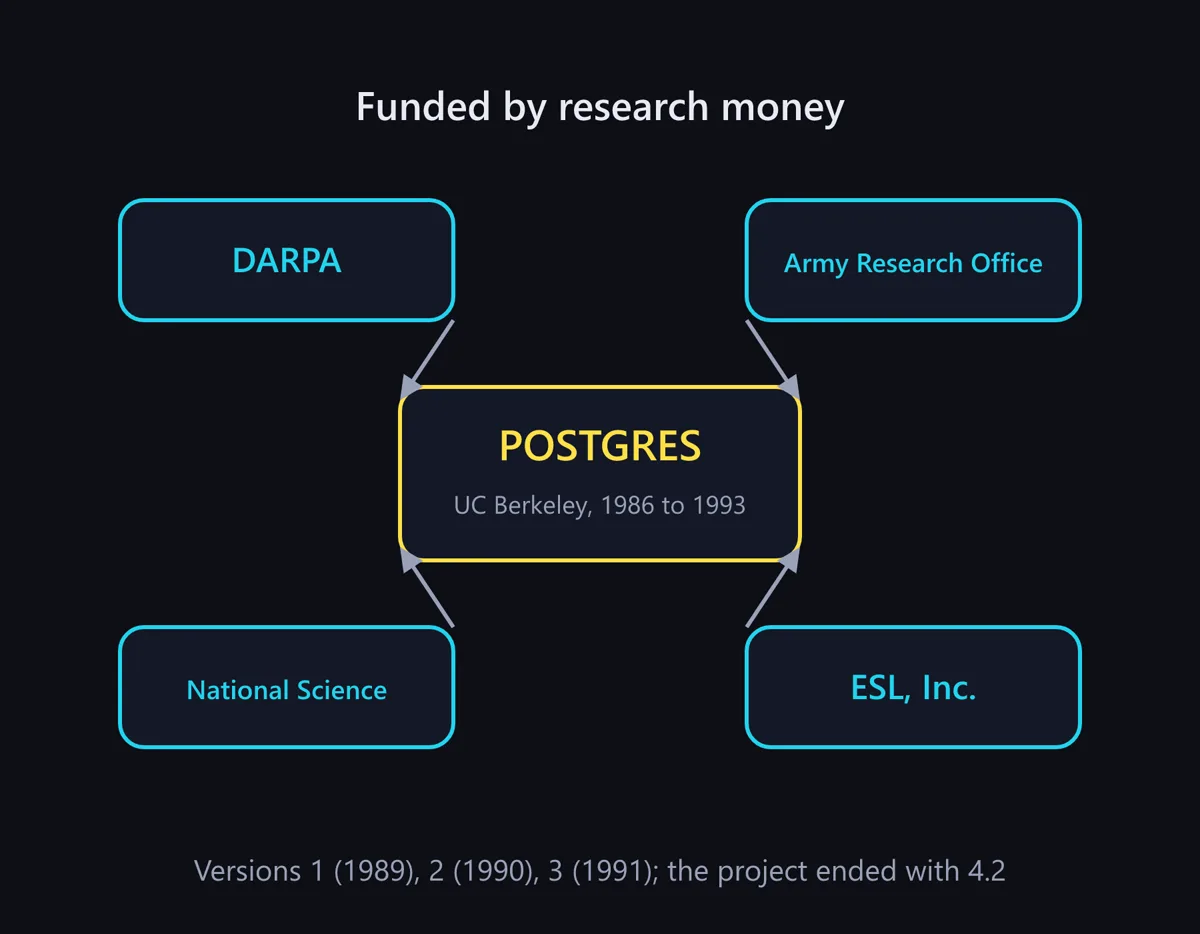 Funded by research money
DARPA
Army Research Office
POSTGRES
UC Berkeley, 1986 to 1993
National Science
ESL, Inc.
Versions 1 (1989), 2 (1990), 3 (1991); the project ended with 4.2